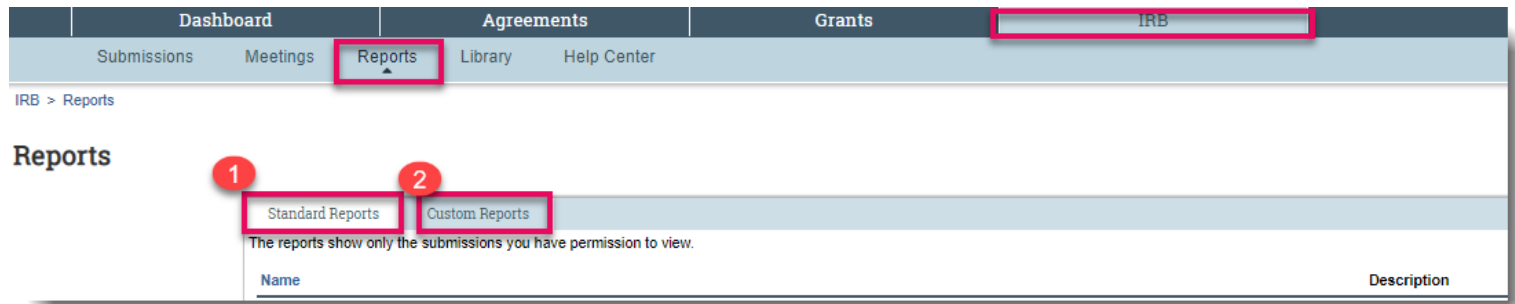 Dashboard Agreements Grants IRB
Submissions Meetings Reports Library Help Center
IRB > Reports
Reports
1 2
Standard Reports Custom Reports
The reports show only the submissions you have permission to view.
Name Description